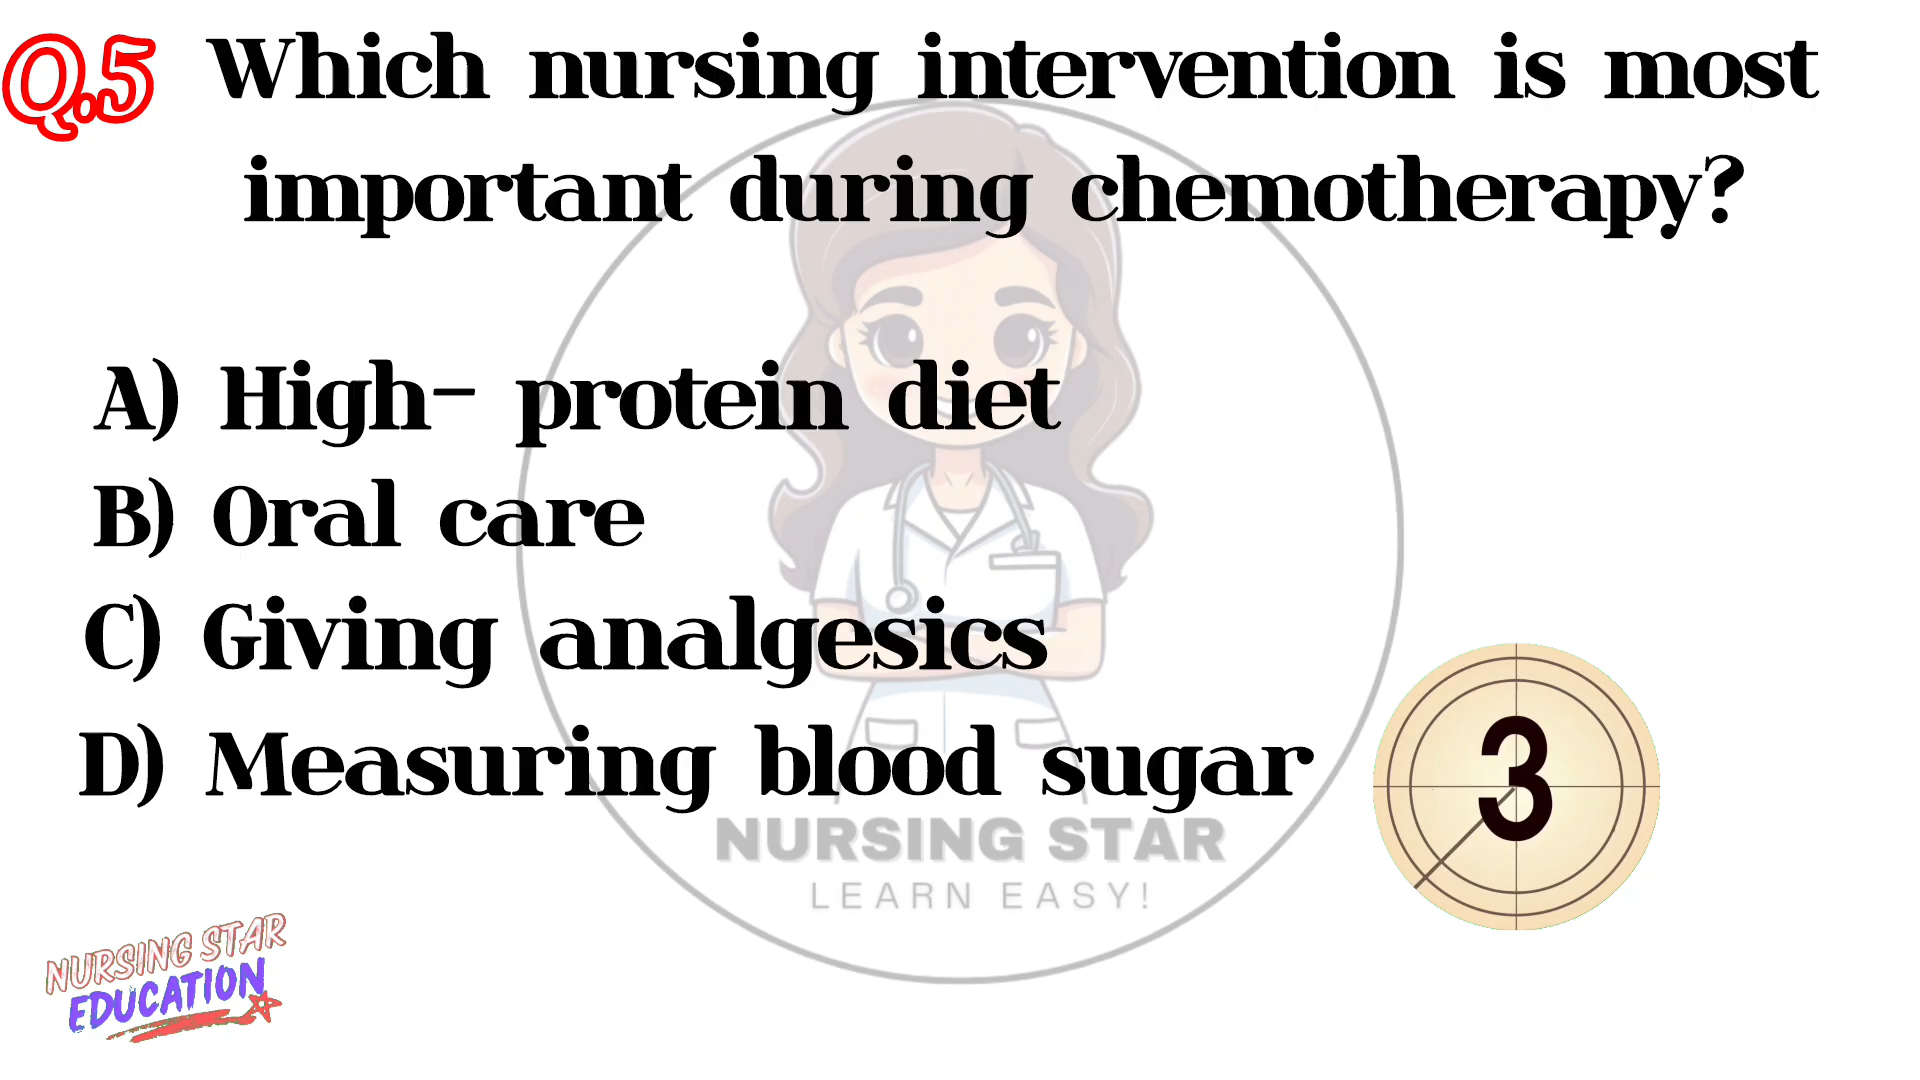 Q.5 Which nursing intervention is most
important during chemotherapy?
A) High- protein diet
B) Oral care
C) Giving analgesics
D) Measuring blood sugar
3
NURSING STAR
LEARN EASY!
NURSING STAR
EDUCATION